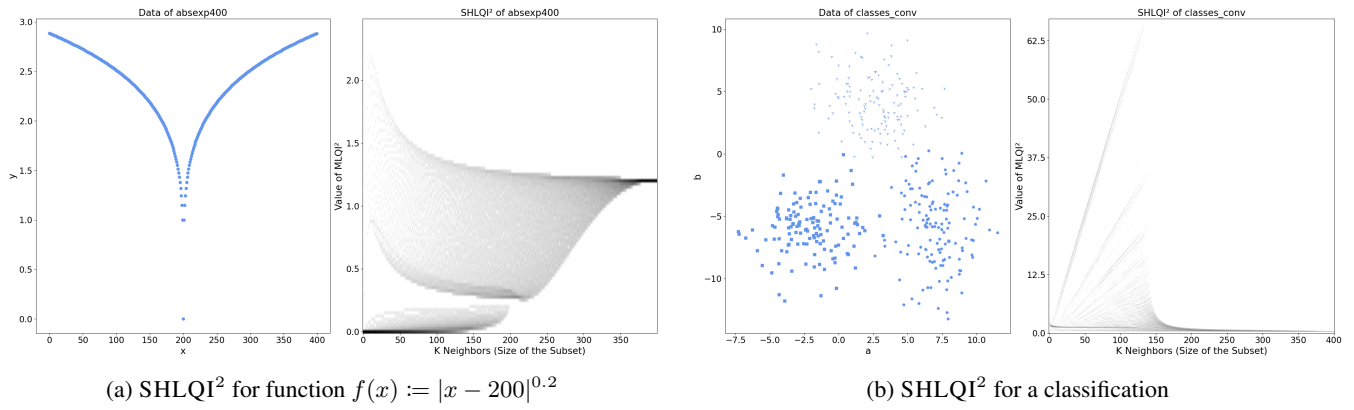 Data of absexp400
y
3.0
2.5
2.0
1.5
1.0
0.5
0.0
0 50 100 150 200 250 300 350 400
x
SHLQI² of absexp400
Value of MLQI²
2.0
1.5
1.0
0.5
0.0
0 50 100 150 200 250 300 350
K Neighbors (Size of the Subset)
Data of classes_conv
b
10
5
0
−5
−10
−7.5 −5.0 −2.5 0.0 2.5 5.0 7.5 10.0
a
SHLQI² of classes_conv
Value of MLQI²
62.5
50.0
37.5
25.0
12.5
0.0
0 50 100 150 200 250 300 350 400
K Neighbors (Size of the Subset)
(a) SHLQI² for function f(x) := |x − 200|^0.2
(b) SHLQI² for a classification